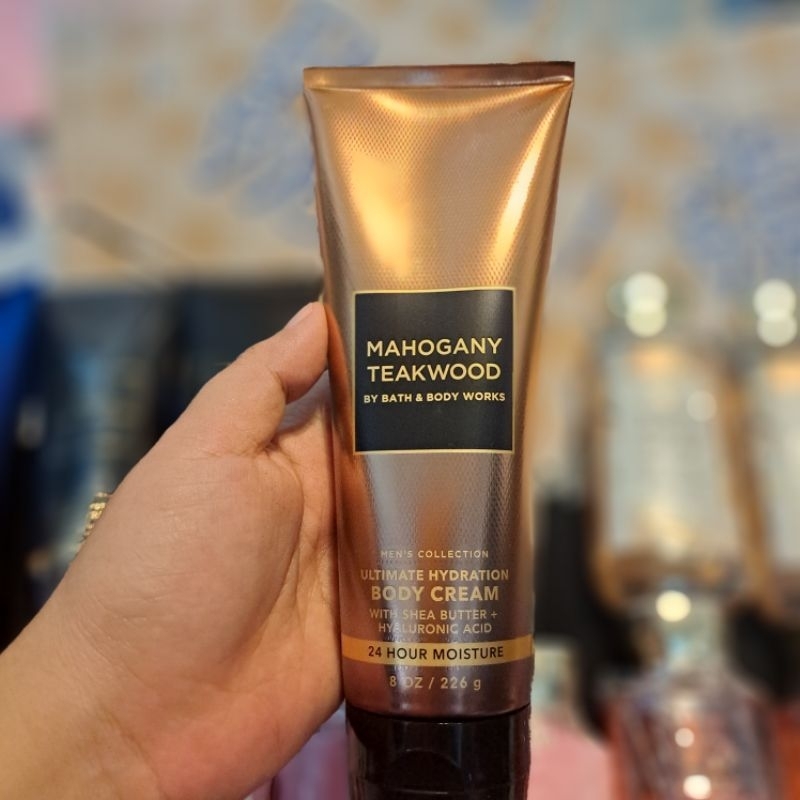 MAHOGANY
TEAKWOOD
BY BATH & BODY WORKS
MEN'S COLLECTION
ULTIMATE HYDRATION
BODY CREAM
WITH SHEA BUTTER +
HYALURONIC ACID
24 HOUR MOISTURE
8 OZ / 226 g